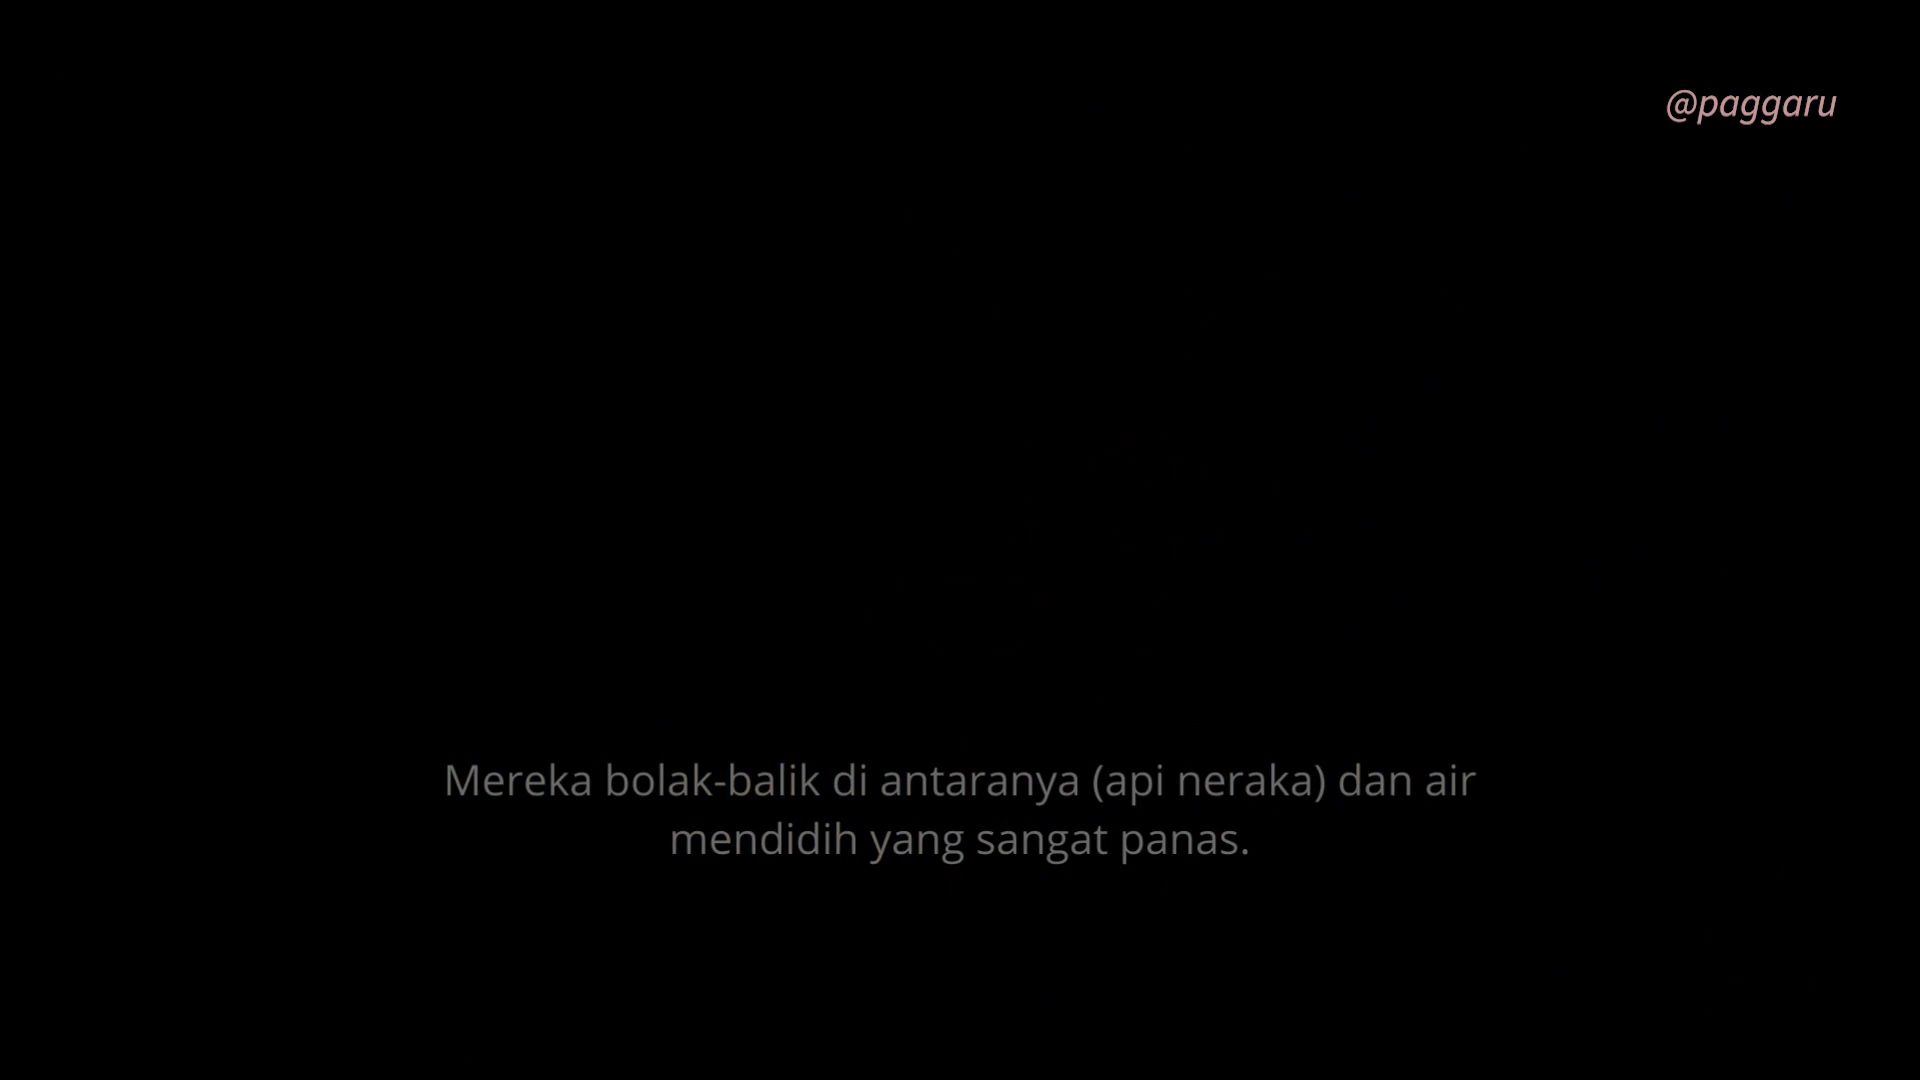 @paggaru
Mereka bolak-balik di antaranya (api neraka) dan air
mendidih yang sangat panas.